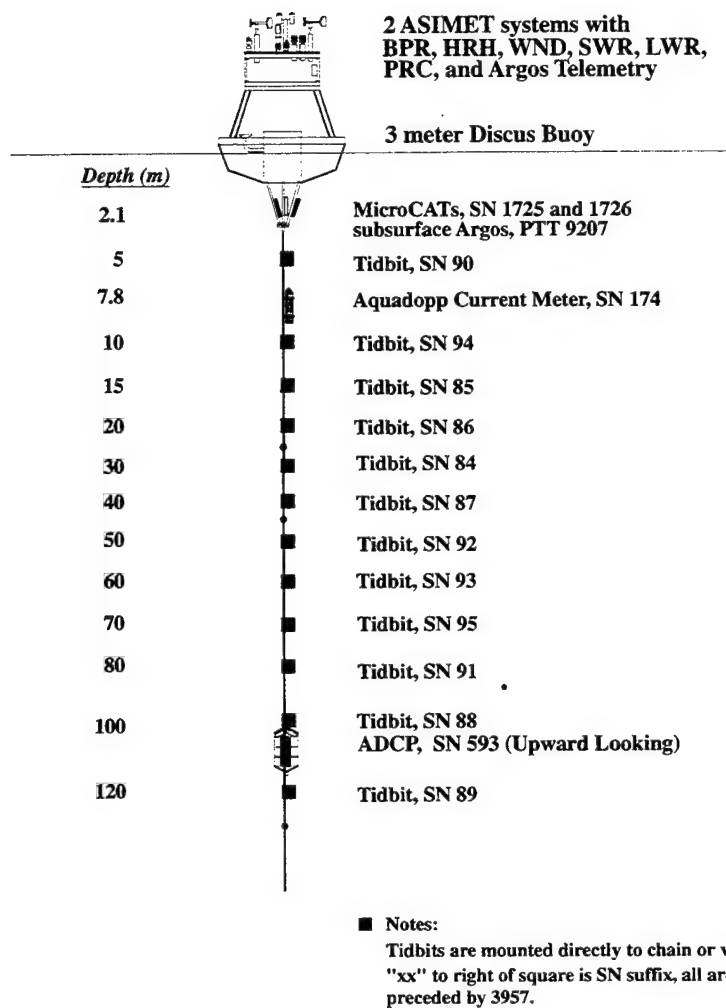 2 ASIMET systems with
BPR, HRH, WND, SWR, LWR,
PRC, and Argos Telemetry
3 meter Discus Buoy
Depth (m)
2.1 MicroCATs, SN 1725 and 1726
subsurface Argos, PTT 9207
5 Tidbit, SN 90
7.8 Aquadopp Current Meter, SN 174
10 Tidbit, SN 94
15 Tidbit, SN 85
20 Tidbit, SN 86
30 Tidbit, SN 84
40 Tidbit, SN 87
50 Tidbit, SN 92
60 Tidbit, SN 93
70 Tidbit, SN 95
80 Tidbit, SN 91
100 Tidbit, SN 88
ADCP, SN 593 (Upward Looking)
120 Tidbit, SN 89
Notes:
Tidbits are mounted directly to chain or
"xx" to right of square is SN suffix, all
preceded by 3957.